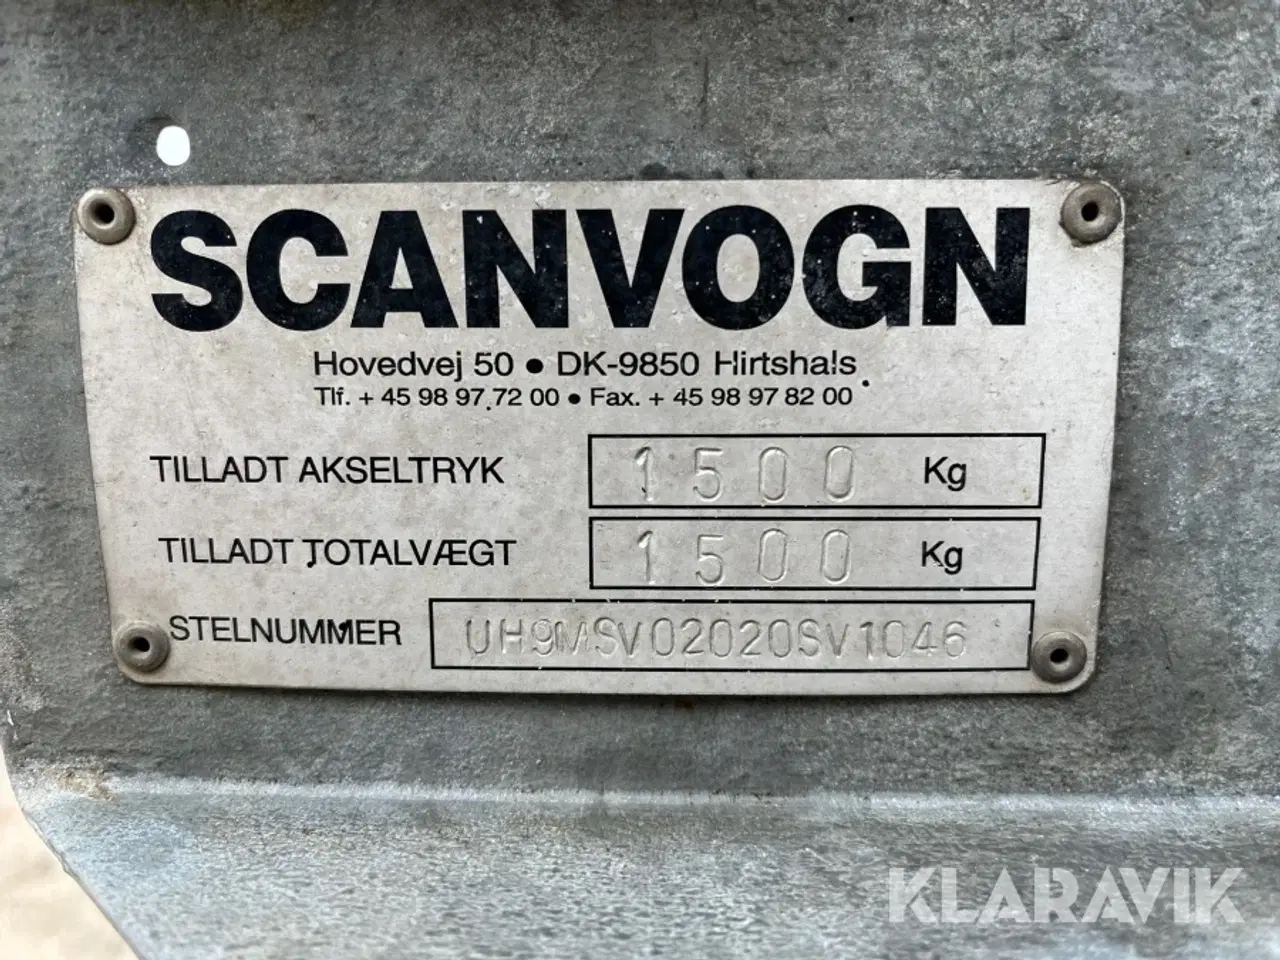 SCANVOGN
Hovedvej 50 • DK-9850 Hirtshals
Tlf. + 45 98 97 72 00 • Fax. + 45 98 97 82 00
TILLADT AKSELTRYK 1500 Kg
TILLADT TOTALVÆGT 1500 Kg
STELNUMMER UH9MSV02020SV1046
KLARAVIK